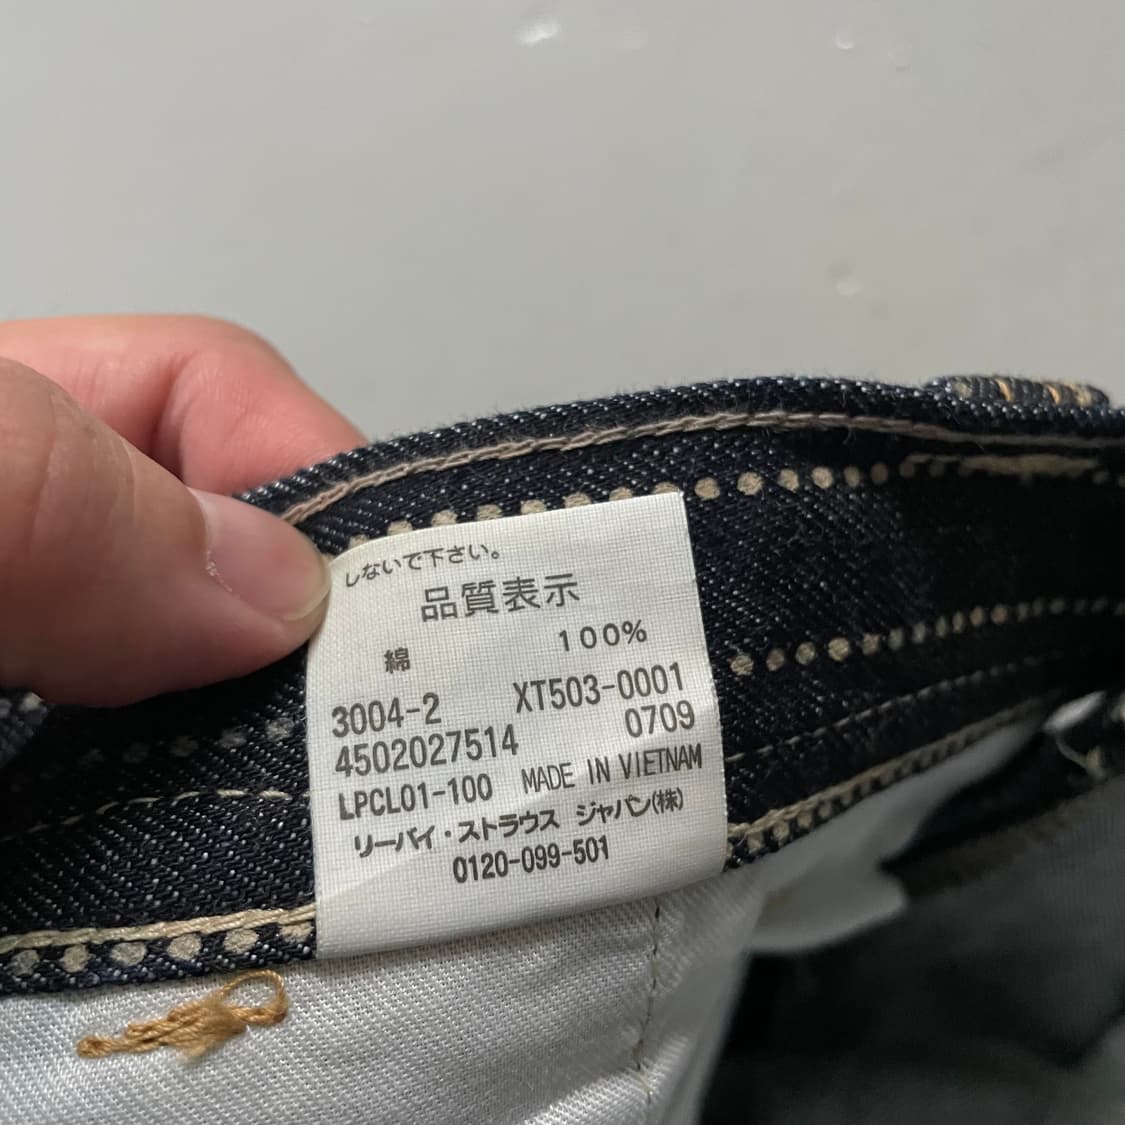 しないで下さい。
品質表示
綿 100%
3004-2 XT503-0001
4502027514 0709
LPCL01-100 MADE IN VIETNAM
リーバイ・ストラウス ジャパン(株)
0120-099-501